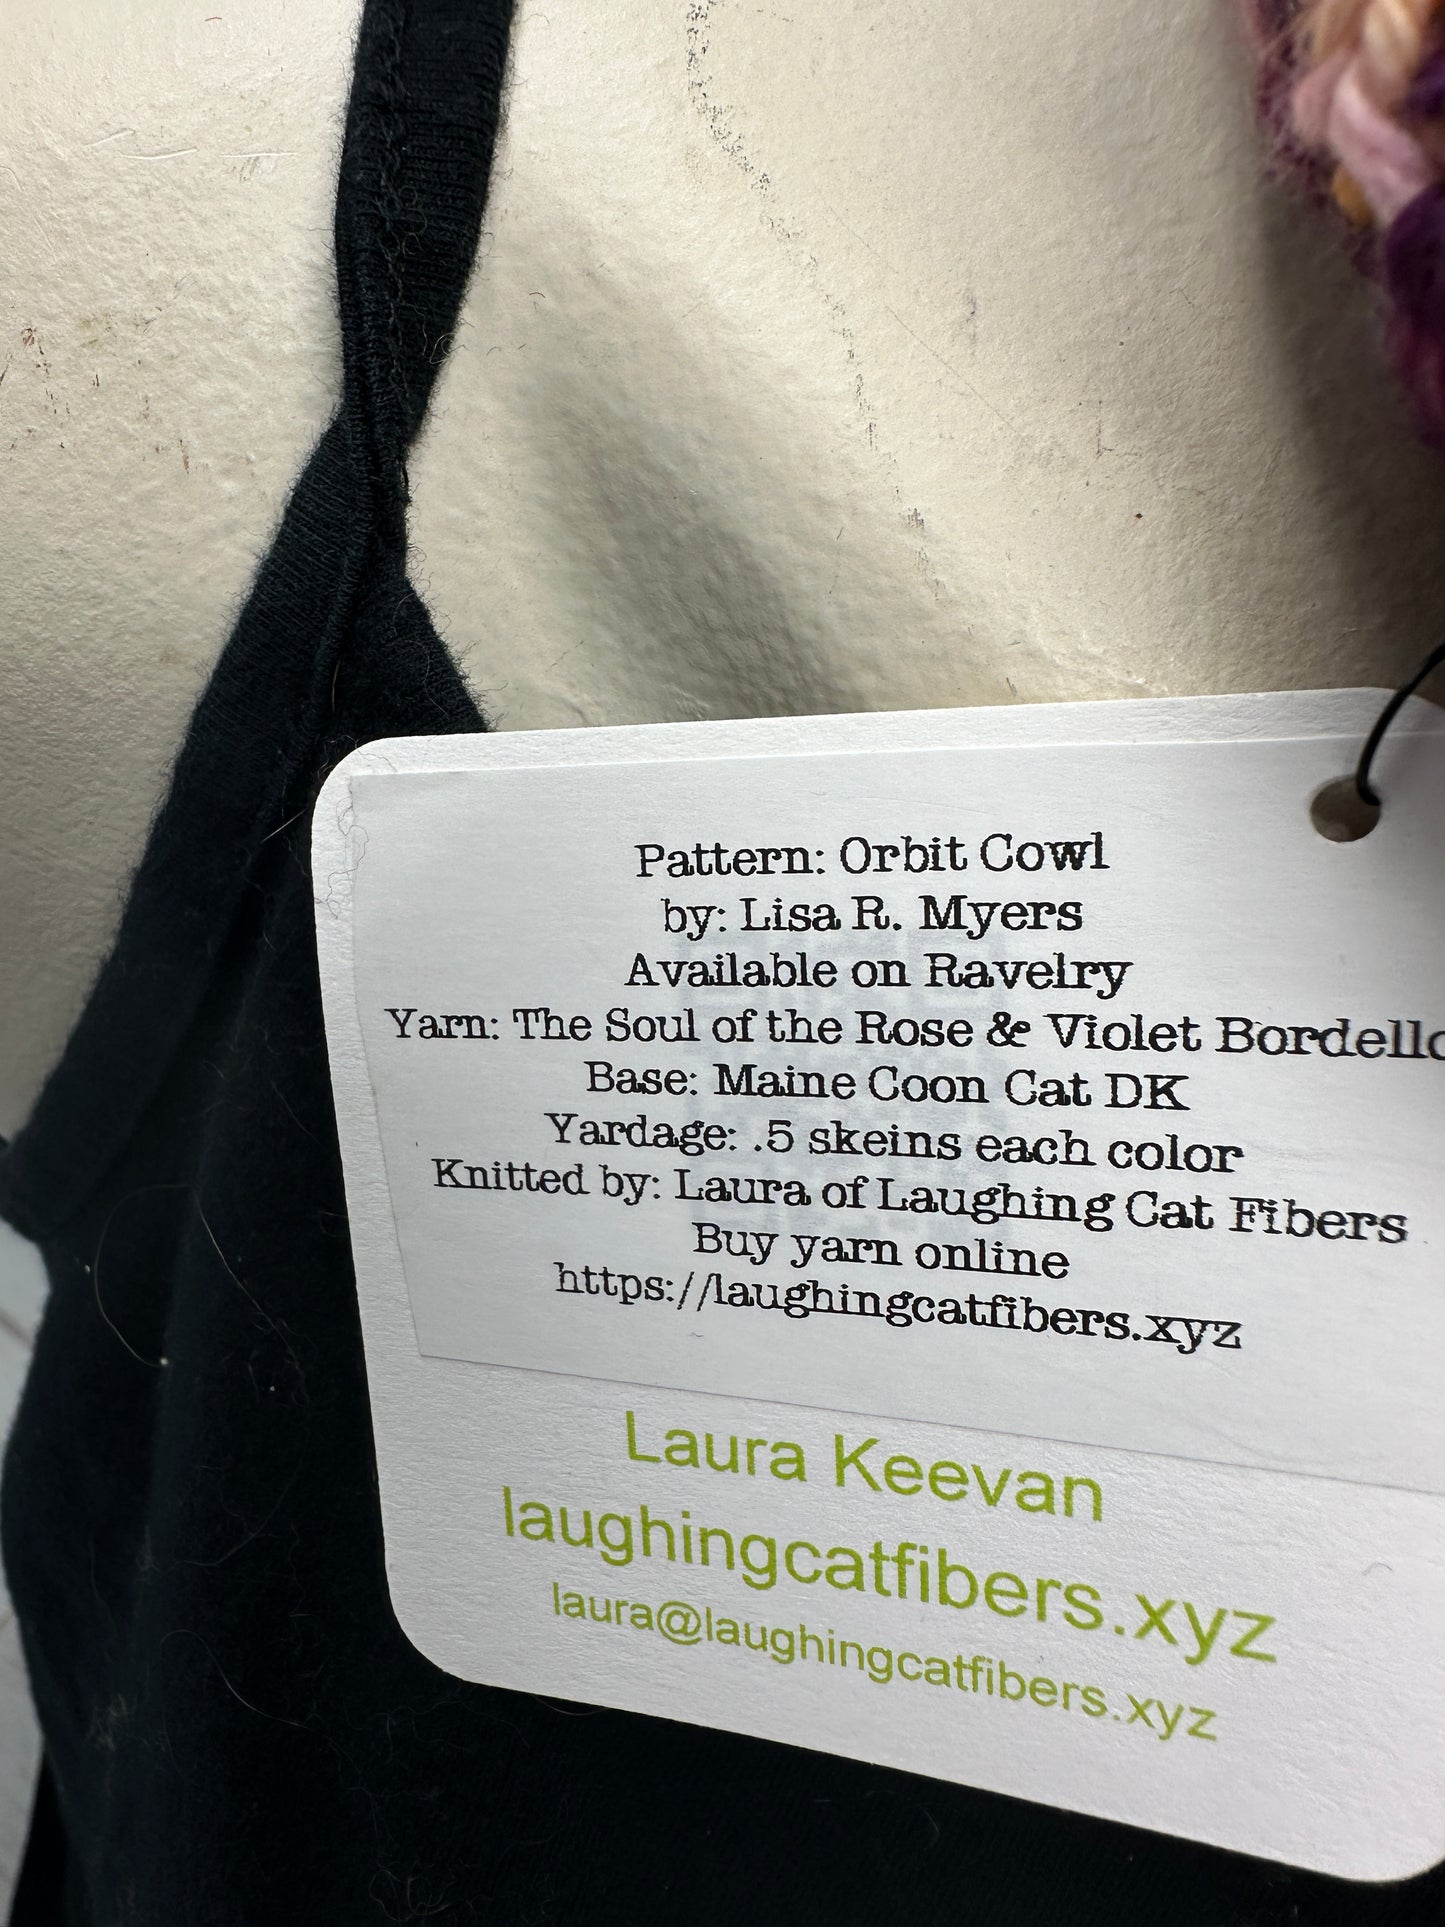 Pattern: Orbit Cowl
by: Lisa R. Myers
Available on Ravelry
Yarn: The Soul of the Rose & Violet Bordello
Base: Maine Coon Cat DK
Yardage: .5 skeins each color
Knitted by: Laura of Laughing Cat Fibers
Buy yarn online
https://laughingcatfibers.xyz
Laura Keevan
laughingcatfibers.xyz
laura@laughingcatfibers.xyz